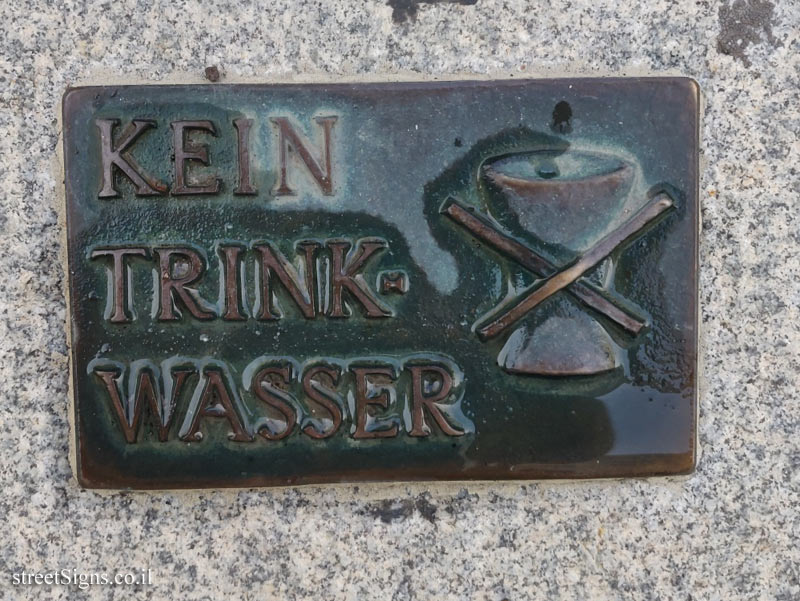 KEIN
TRINK-
WASSER
streetSigns.co.il